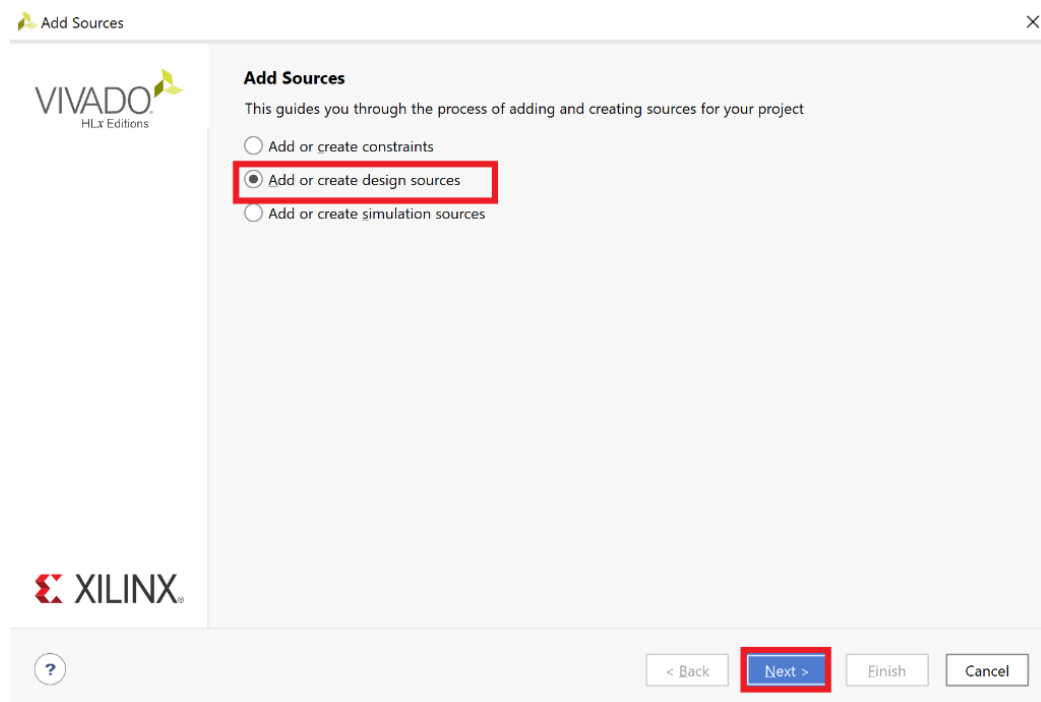 Add Sources
VIVADO.
HLx Editions
Add Sources
This guides you through the process of adding and creating sources for your project
Add or create constraints
Add or create design sources
Add or create simulation sources
XILINX®
?
< Back
Next >
Finish
Cancel